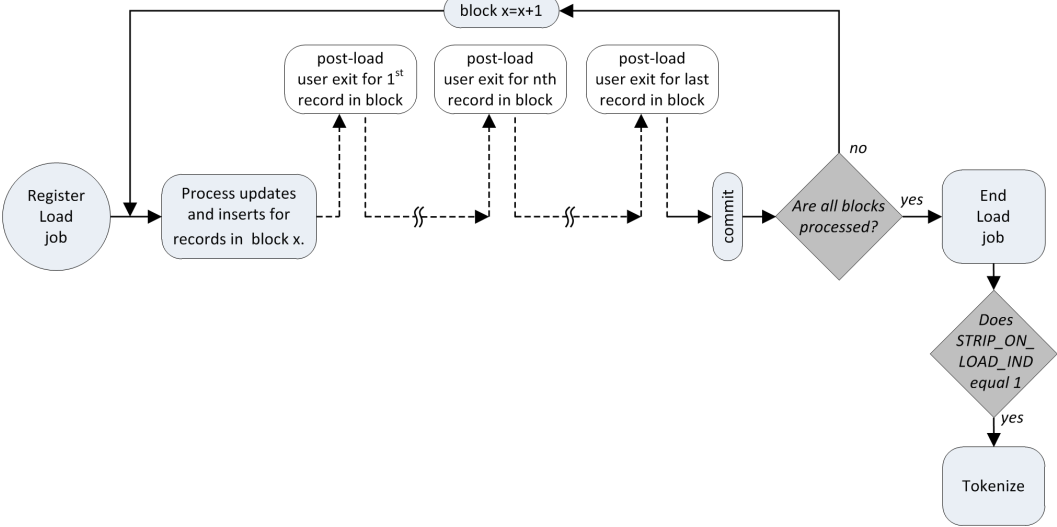 block x=x+1
post-load
user exit for 1st
record in block
post-load
user exit for nth
record in block
post-load
user exit for last
record in block
no
Register
Load
job
Process updates
and inserts for
records in block x.
commit
Are all blocks
processed?
yes
End
Load
job
Does
STRIP_ON_
LOAD_IND
equal 1
yes
Tokenize